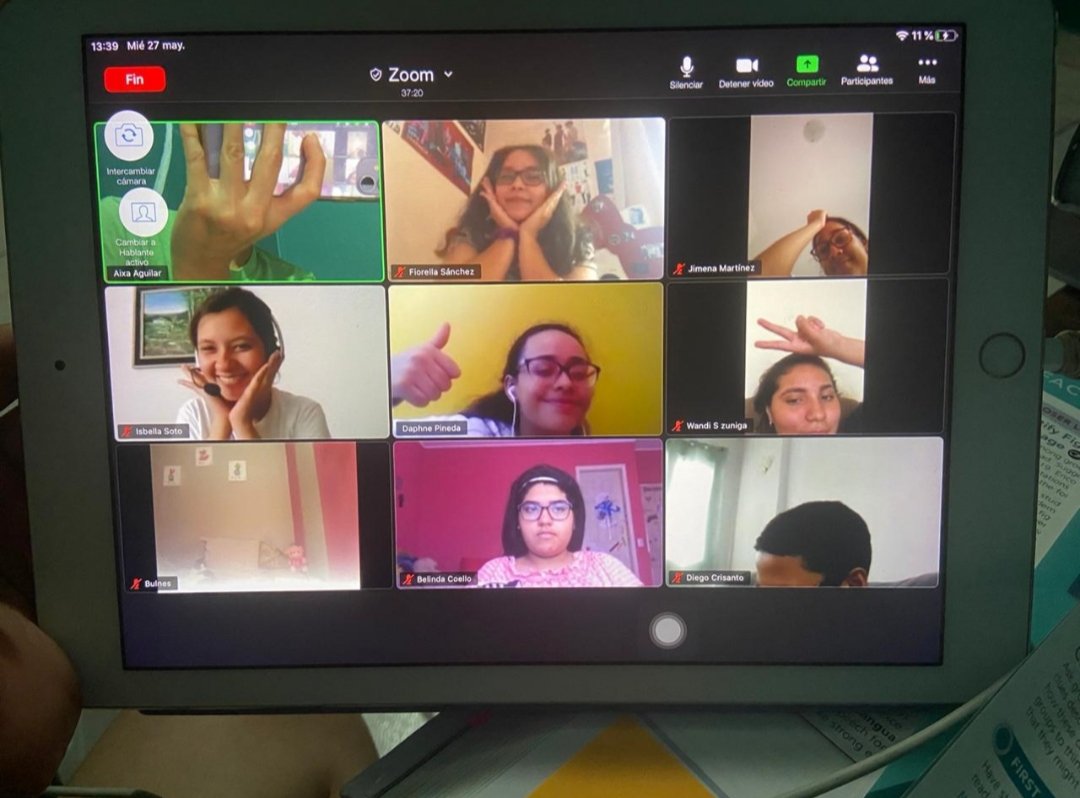 13:39 Mié 27 may.
11 %
Fin
Zoom
37:20
Silenciar
Detener vídeo
Compartir
Participantes
Más
Intercambiar
cámara
Cambiar a
Hablante
activo
Aixa Aguilar
Fiorella Sánchez
Jimena Martínez
Isbella Soto
Daphne Pineda
Wandi S zuniga
Bulnes
Belinda Coello
Diego Crisanto
FIRST